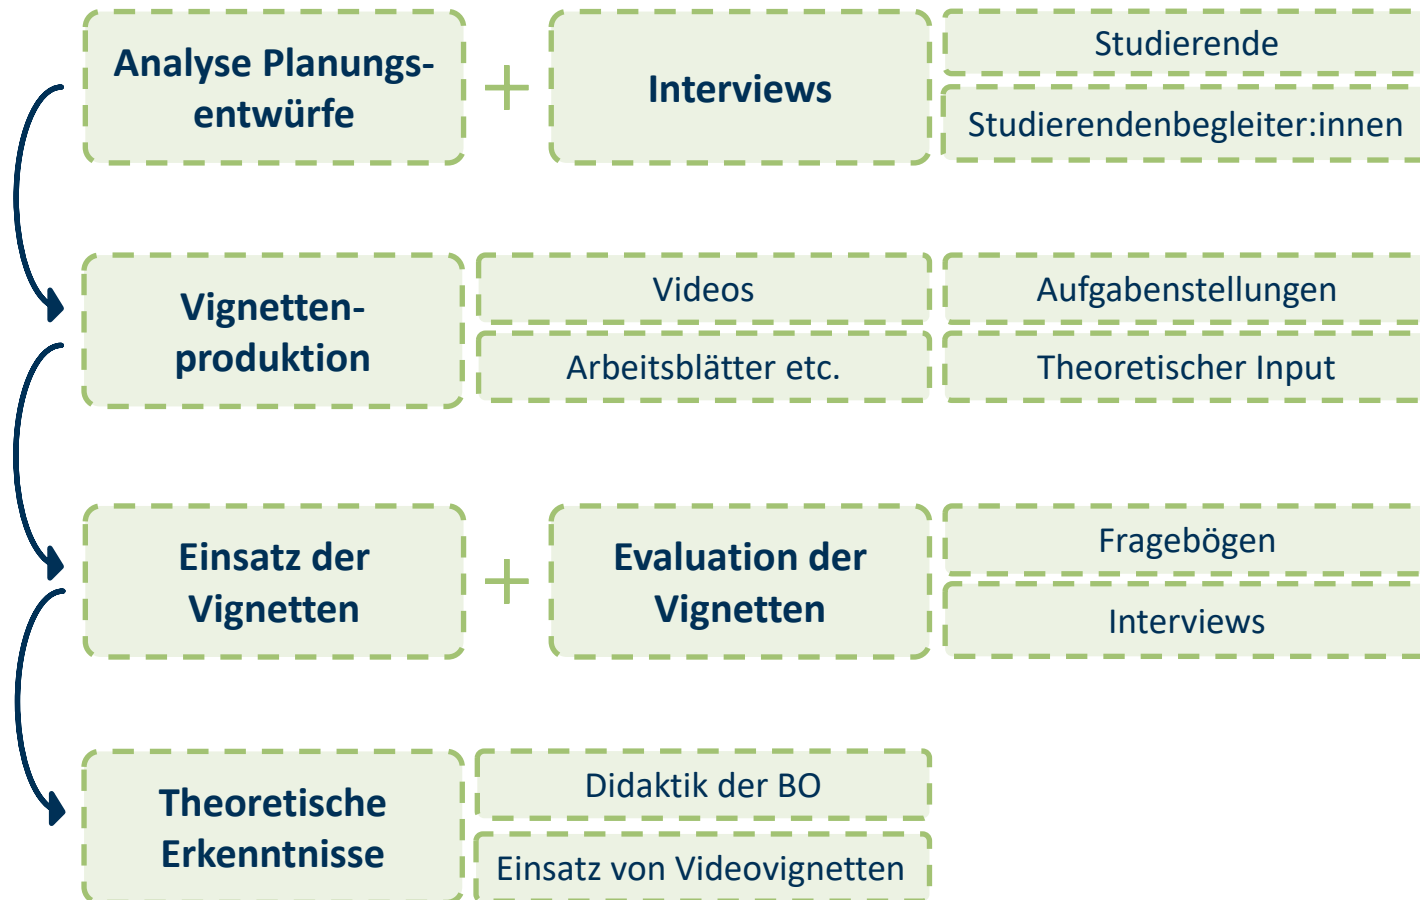 Analyse Planungs-
entwürfe
+
Interviews
Studierende
Studierendenbegleiter:innen
Vignetten-
produktion
Videos
Aufgabenstellungen
Arbeitsblätter etc.
Theoretischer Input
Einsatz der
Vignetten
+
Evaluation der
Vignetten
Fragebögen
Interviews
Theoretische
Erkenntnisse
Didaktik der BO
Einsatz von Videovignetten